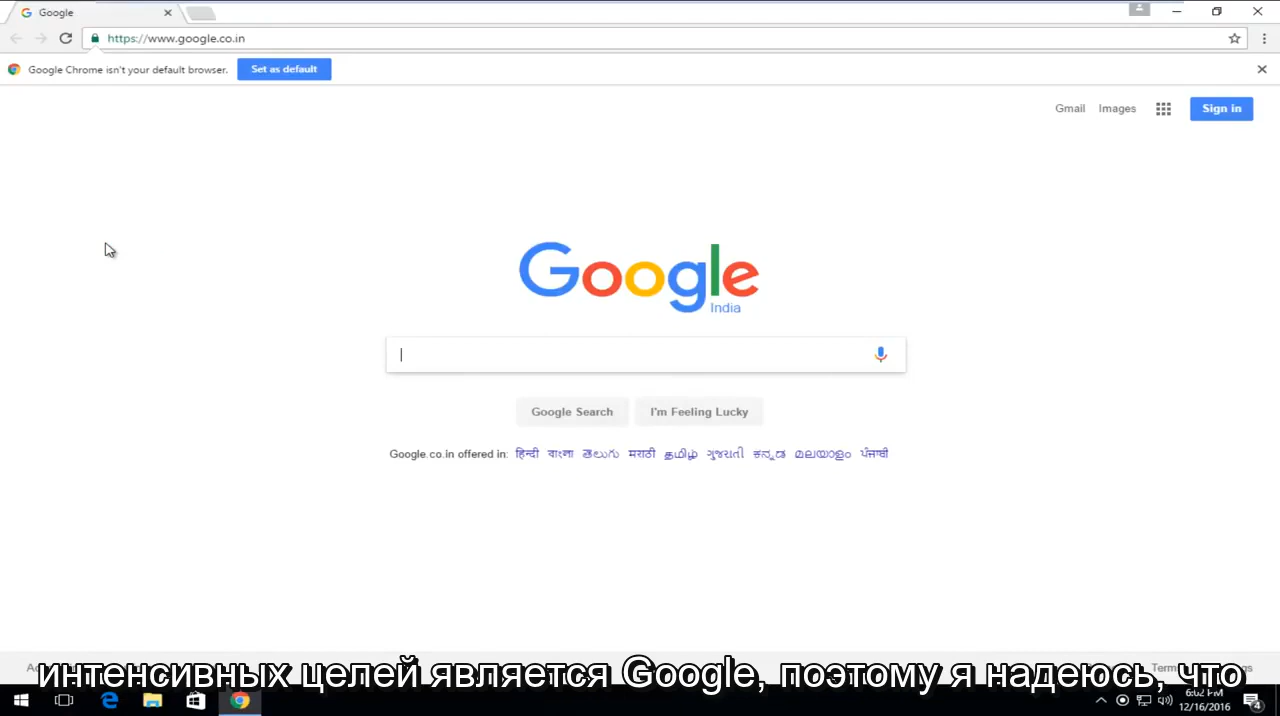 Google
https://www.google.co.in
Google Chrome isn't your default browser. Set as default
Gmail Images Sign in
Google
India
Google Search I'm Feeling Lucky
Google.co.in offered in: हिन्दी বাংলা తెలుగు मराठी தமிழ் ગુજરાતી ಕನ್ನಡ മലയാളം ਪੰਜਾਬੀ
интенсивных целей является Google, поэтому я надеюсь, что
6:02 PM
12/16/2016
4